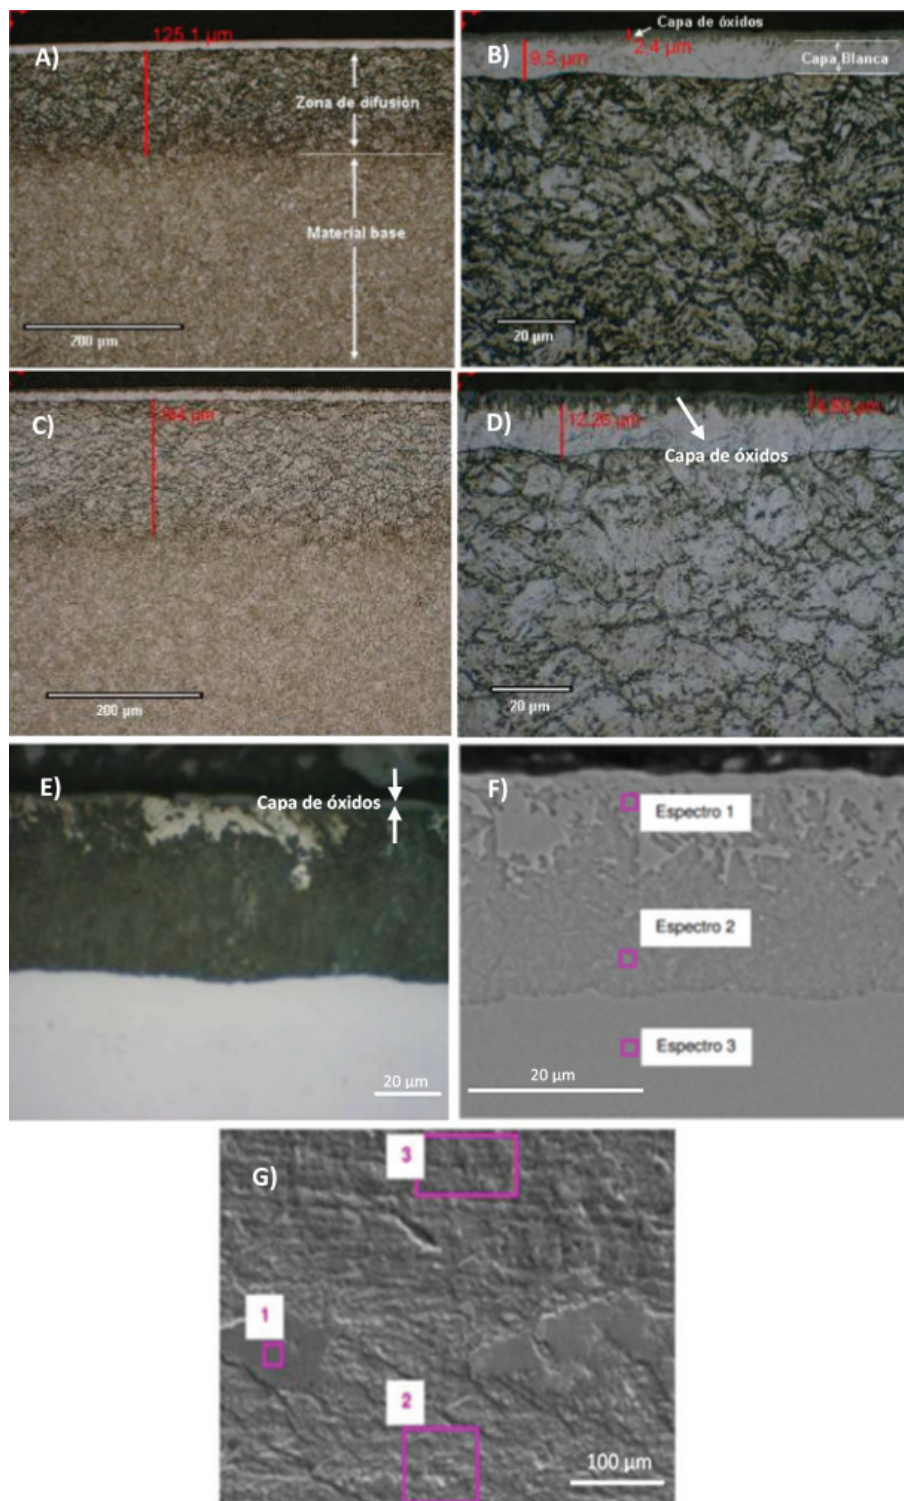 A)
125.1 µm
Zona de difusión
Material base
200 µm
B)
Capa de óxidos
2,4 µm
9,5 µm
Capa Blanca
20 µm
C)
200 µm
D)
12,25 µm
Capa de óxidos
20 µm
E)
Capa de óxidos
20 µm
F)
Espectro 1
Espectro 2
Espectro 3
20 µm
G)
3
1
2
100 µm